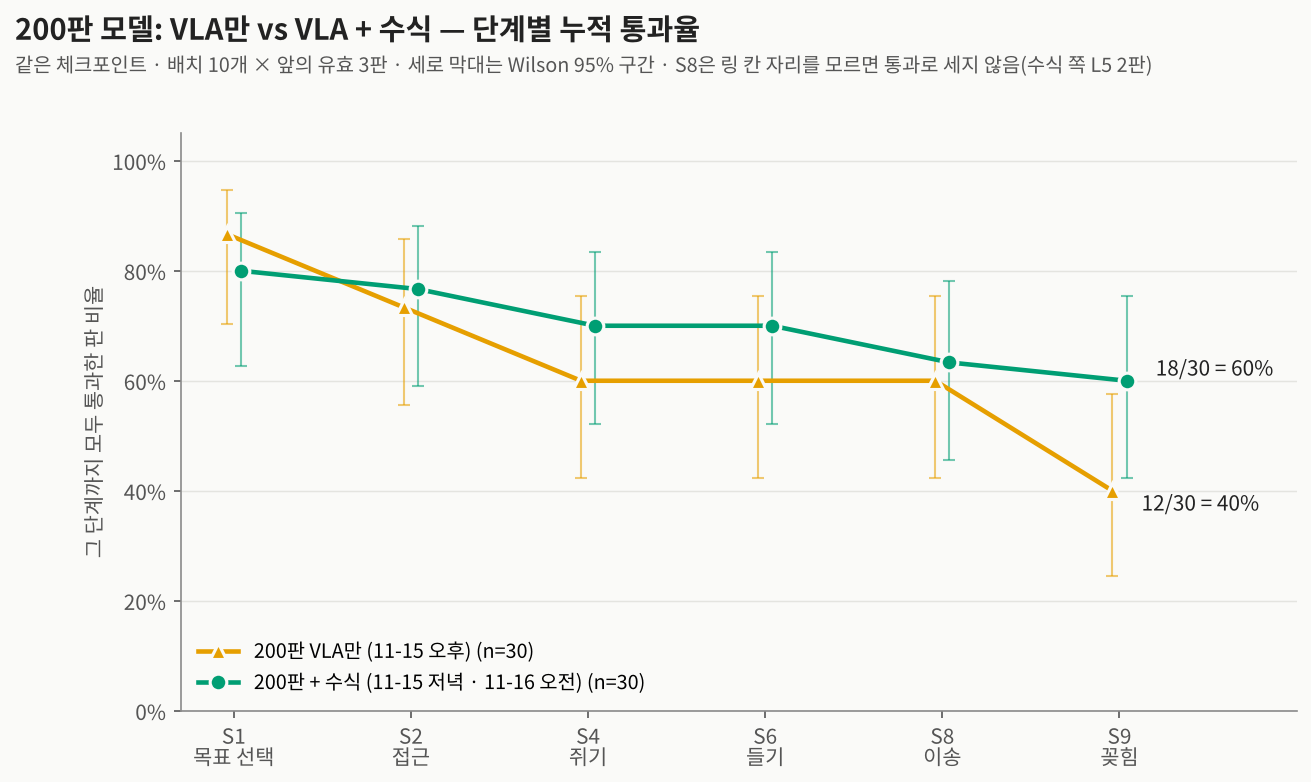 200판 모델: VLA만 vs VLA + 수식 — 단계별 누적 통과율
같은 체크포인트 · 배치 10개 × 앞의 유효 3판 · 세로 막대는 Wilson 95% 구간 · S8은 링 칸 자리를 모르면 통과로 세지 않음(수식 쪽 L5 2판)
그 단계까지 모두 통과한 판 비율
100%
80%
60%
40%
20%
0%
18/30 = 60%
12/30 = 40%
200판 VLA만 (11-15 오후) (n=30)
200판 + 수식 (11-15 저녁 · 11-16 오전) (n=30)
S1
목표 선택
S2
접근
S4
쥐기
S6
들기
S8
이송
S9
꽂힘